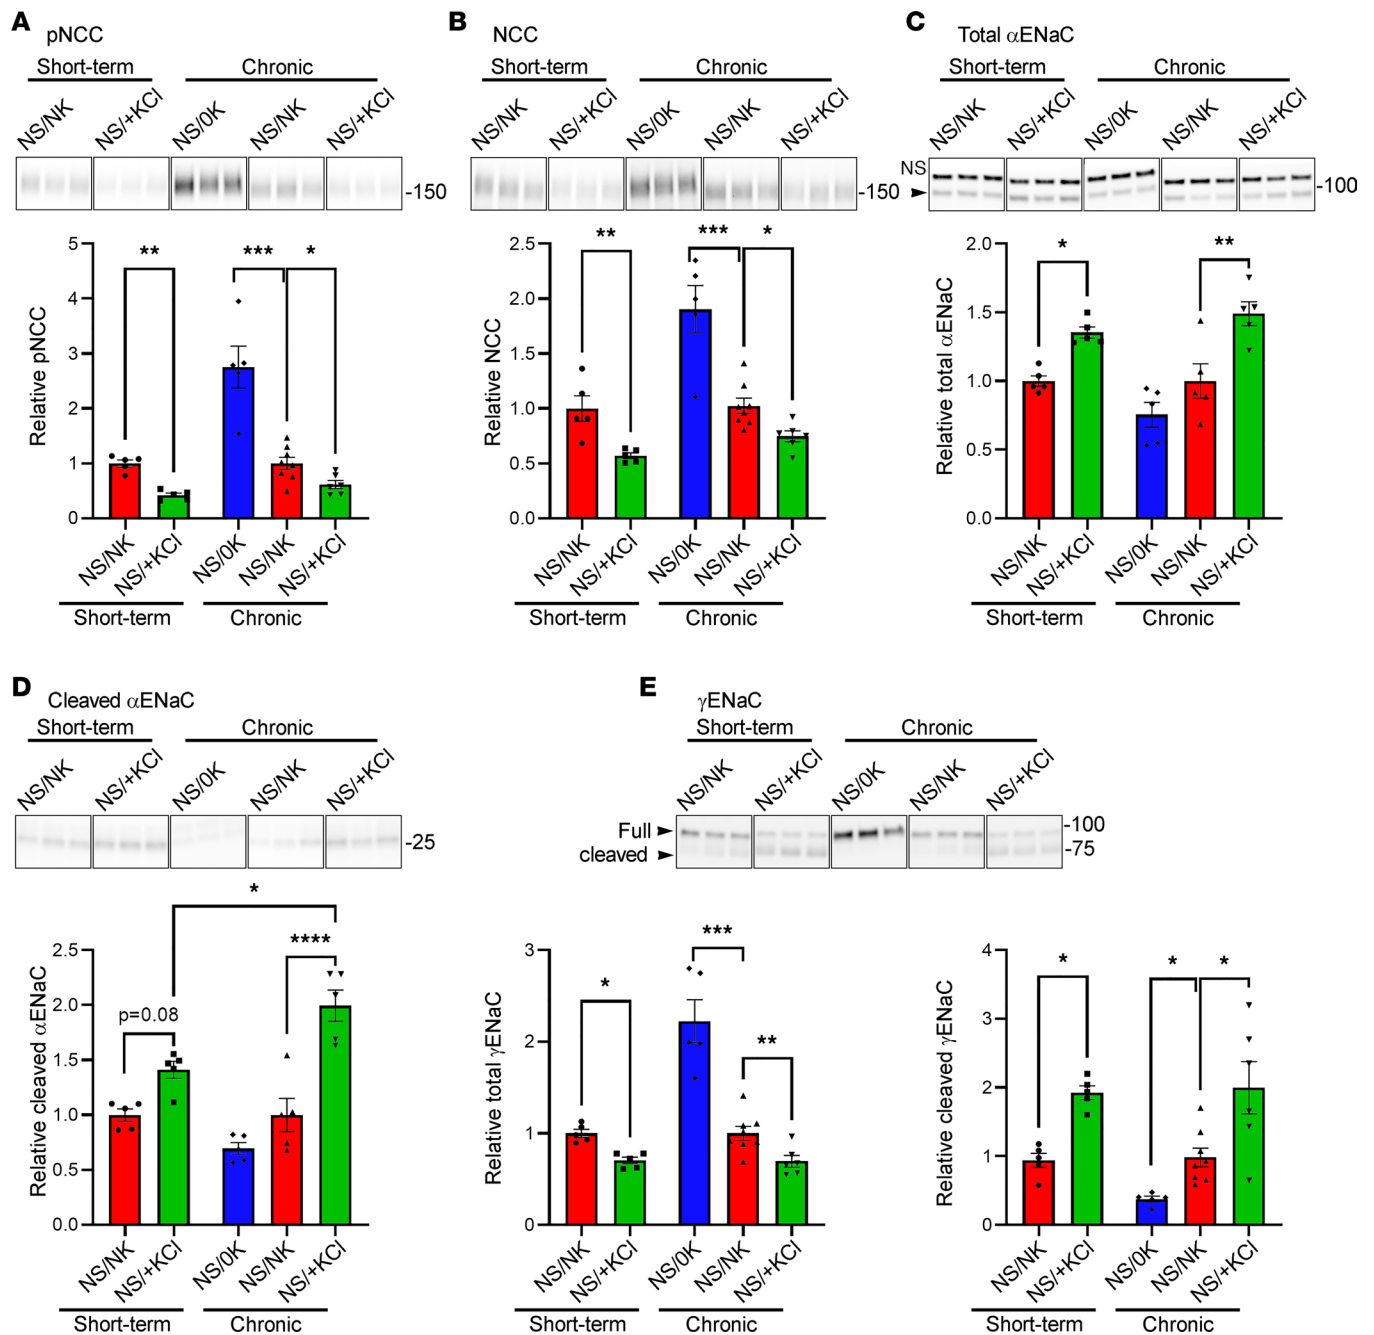 A
pNCC
Short-term Chronic
NS/NK NS/+KCl NS/0K NS/NK NS/+KCl
-150
Relative pNCC
5
4
3
2
1
0
** *** *
NS/NK NS/+KCl NS/0K NS/NK NS/+KCl
Short-term Chronic
B
NCC
Short-term Chronic
NS/NK NS/+KCl NS/0K NS/NK NS/+KCl
-150
Relative NCC
2.5
2.0
1.5
1.0
0.5
0.0
** *** *
NS/NK NS/+KCl NS/0K NS/NK NS/+KCl
Short-term Chronic
C
Total αENaC
Short-term Chronic
NS/NK NS/+KCl NS/0K NS/NK NS/+KCl
NS
-100
Relative total αENaC
2.0
1.5
1.0
0.5
0.0
* **
NS/NK NS/+KCl NS/0K NS/NK NS/+KCl
Short-term Chronic
D
Cleaved αENaC
Short-term Chronic
NS/NK NS/+KCl NS/0K NS/NK NS/+KCl
-25
Relative cleaved αENaC
2.5
2.0
1.5
1.0
0.5
0.0
*
p=0.08 ****
NS/NK NS/+KCl NS/0K NS/NK NS/+KCl
Short-term Chronic
E
γENaC
Short-term Chronic
NS/NK NS/+KCl NS/0K NS/NK NS/+KCl
Full -100
cleaved -75
Relative total γENaC
3
2
1
0
* *** **
NS/NK NS/+KCl NS/0K NS/NK NS/+KCl
Short-term Chronic
Relative cleaved γENaC
4
3
2
1
0
* * *
NS/NK NS/+KCl NS/0K NS/NK NS/+KCl
Short-term Chronic